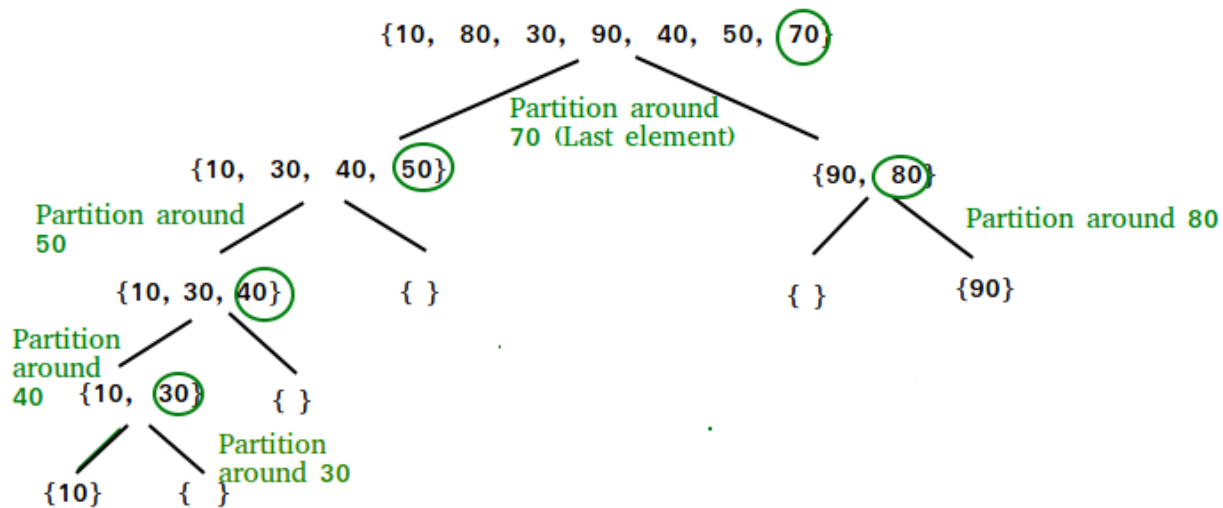 {10, 80, 30, 90, 40, 50, 70}
Partition around
70 (Last element)
{10, 30, 40, 50}
{90, 80}
Partition around
50
Partition around 80
{10, 30, 40}
{ }
{ }
{90}
Partition
around
40
{10, 30}
{ }
Partition
around 30
{10}
{ }